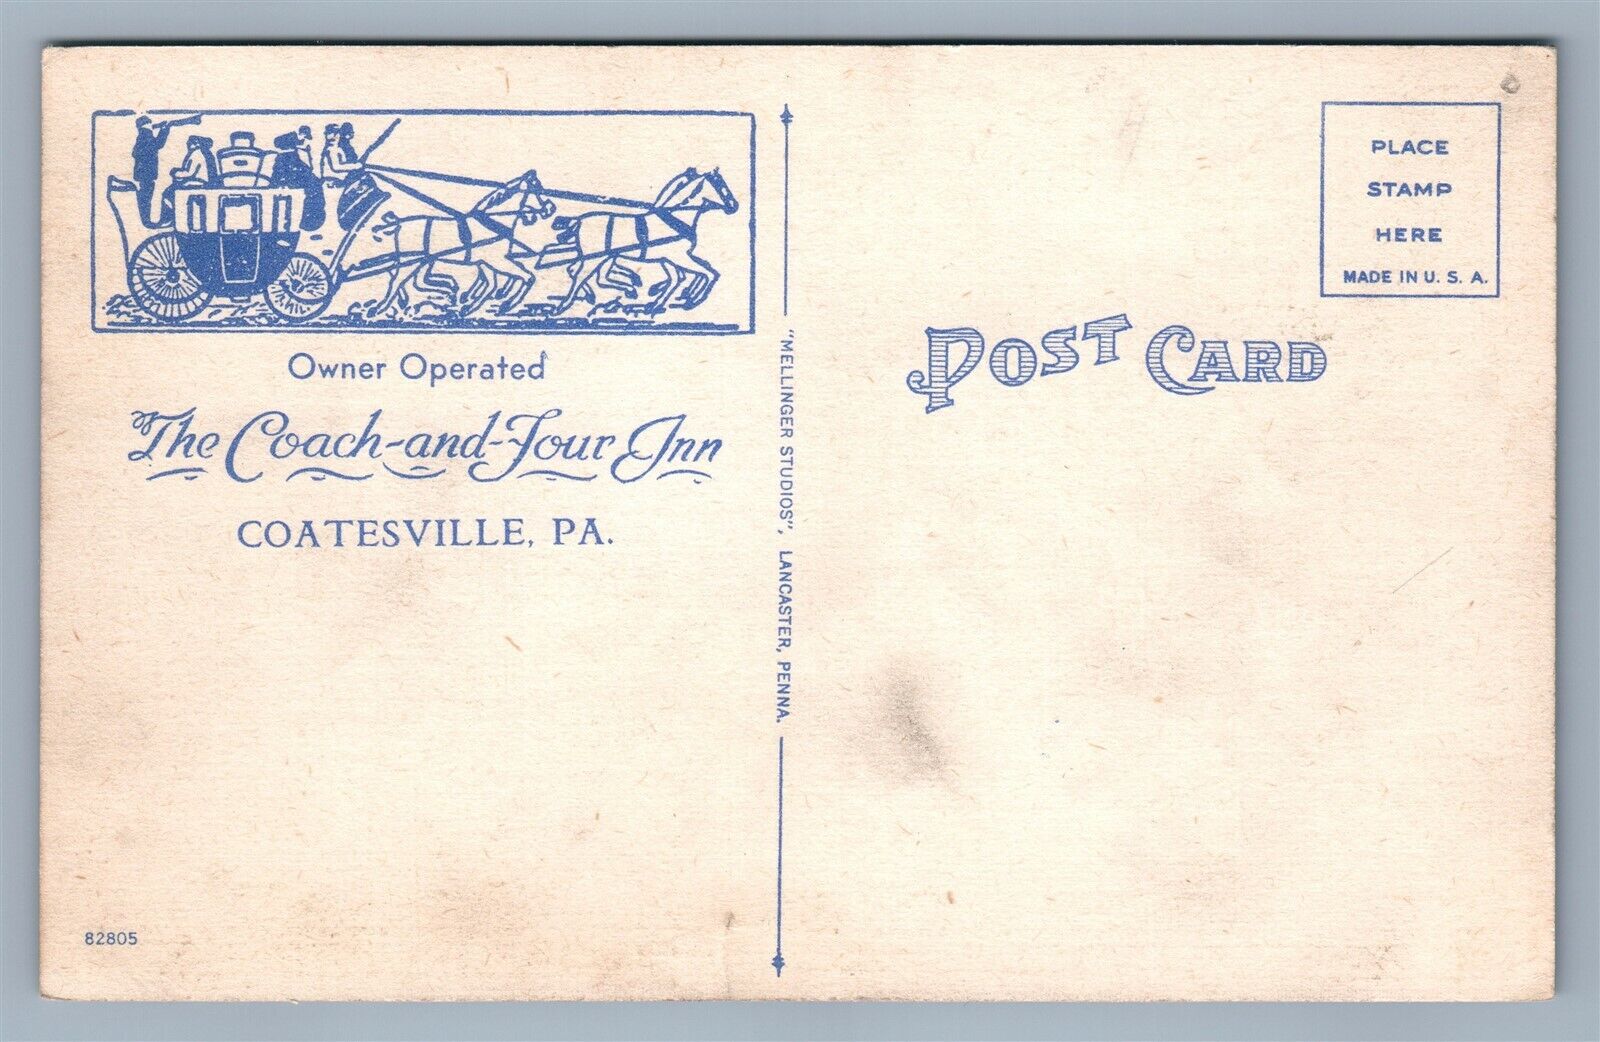 Owner Operated
The Coach-and-Four Inn
COATESVILLE, PA.
82805
"MELLINGER STUDIOS", LANCASTER, PENNA.
POST CARD
PLACE
STAMP
HERE
MADE IN U. S. A.